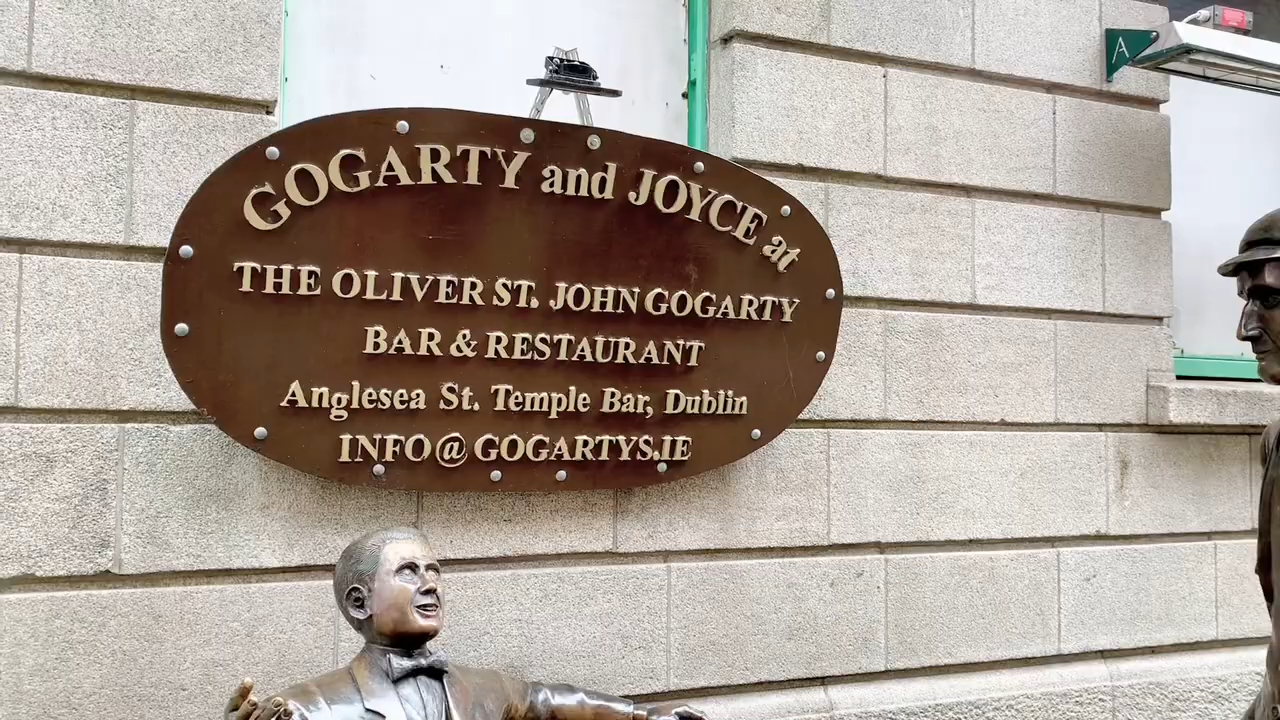 GOGARTY and JOYCE at
THE OLIVER ST. JOHN GOGARTY
BAR & RESTAURANT
Anglesea St. Temple Bar, Dublin
INFO@GOGARTYS.IE
A